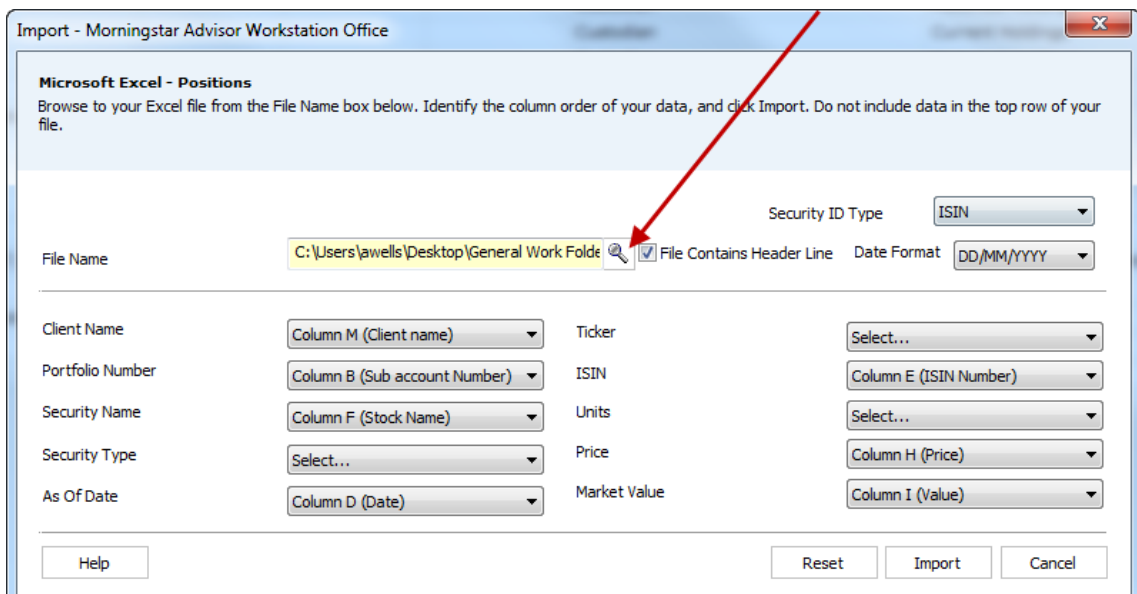 Import - Morningstar Advisor Workstation Office
Microsoft Excel - Positions
Browse to your Excel file from the File Name box below. Identify the column order of your data, and click Import. Do not include data in the top row of your
file.
Security ID Type ISIN
File Name C:\Users\awells\Desktop\General Work Folde File Contains Header Line Date Format DD/MM/YYYY
Client Name Column M (Client name) Ticker Select...
Portfolio Number Column B (Sub account Number) ISIN Column E (ISIN Number)
Security Name Column F (Stock Name) Units Select...
Security Type Select... Price Column H (Price)
As Of Date Column D (Date) Market Value Column I (Value)
Help Reset Import Cancel